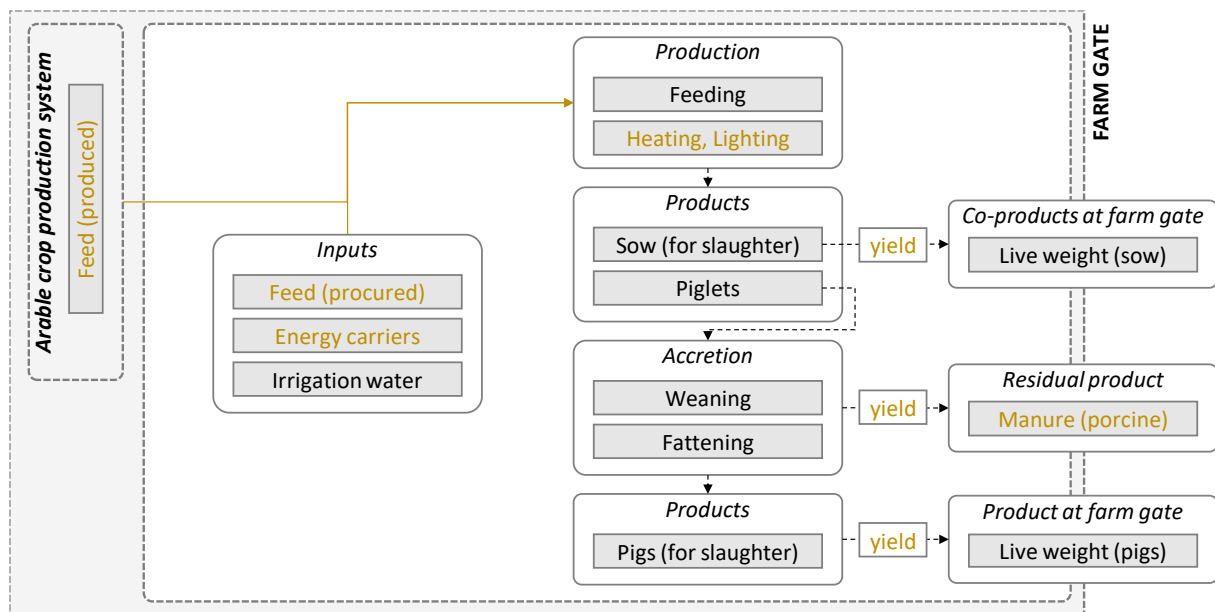 Arable crop production system
Feed (produced)
Inputs
Feed (procured)
Energy carriers
Irrigation water
Production
Feeding
Heating, Lighting
Products
Sow (for slaughter)
Piglets
yield
Co-products at farm gate
Live weight (sow)
Accretion
Weaning
Fattening
yield
Residual product
Manure (porcine)
Products
Pigs (for slaughter)
yield
Product at farm gate
Live weight (pigs)
FARM GATE